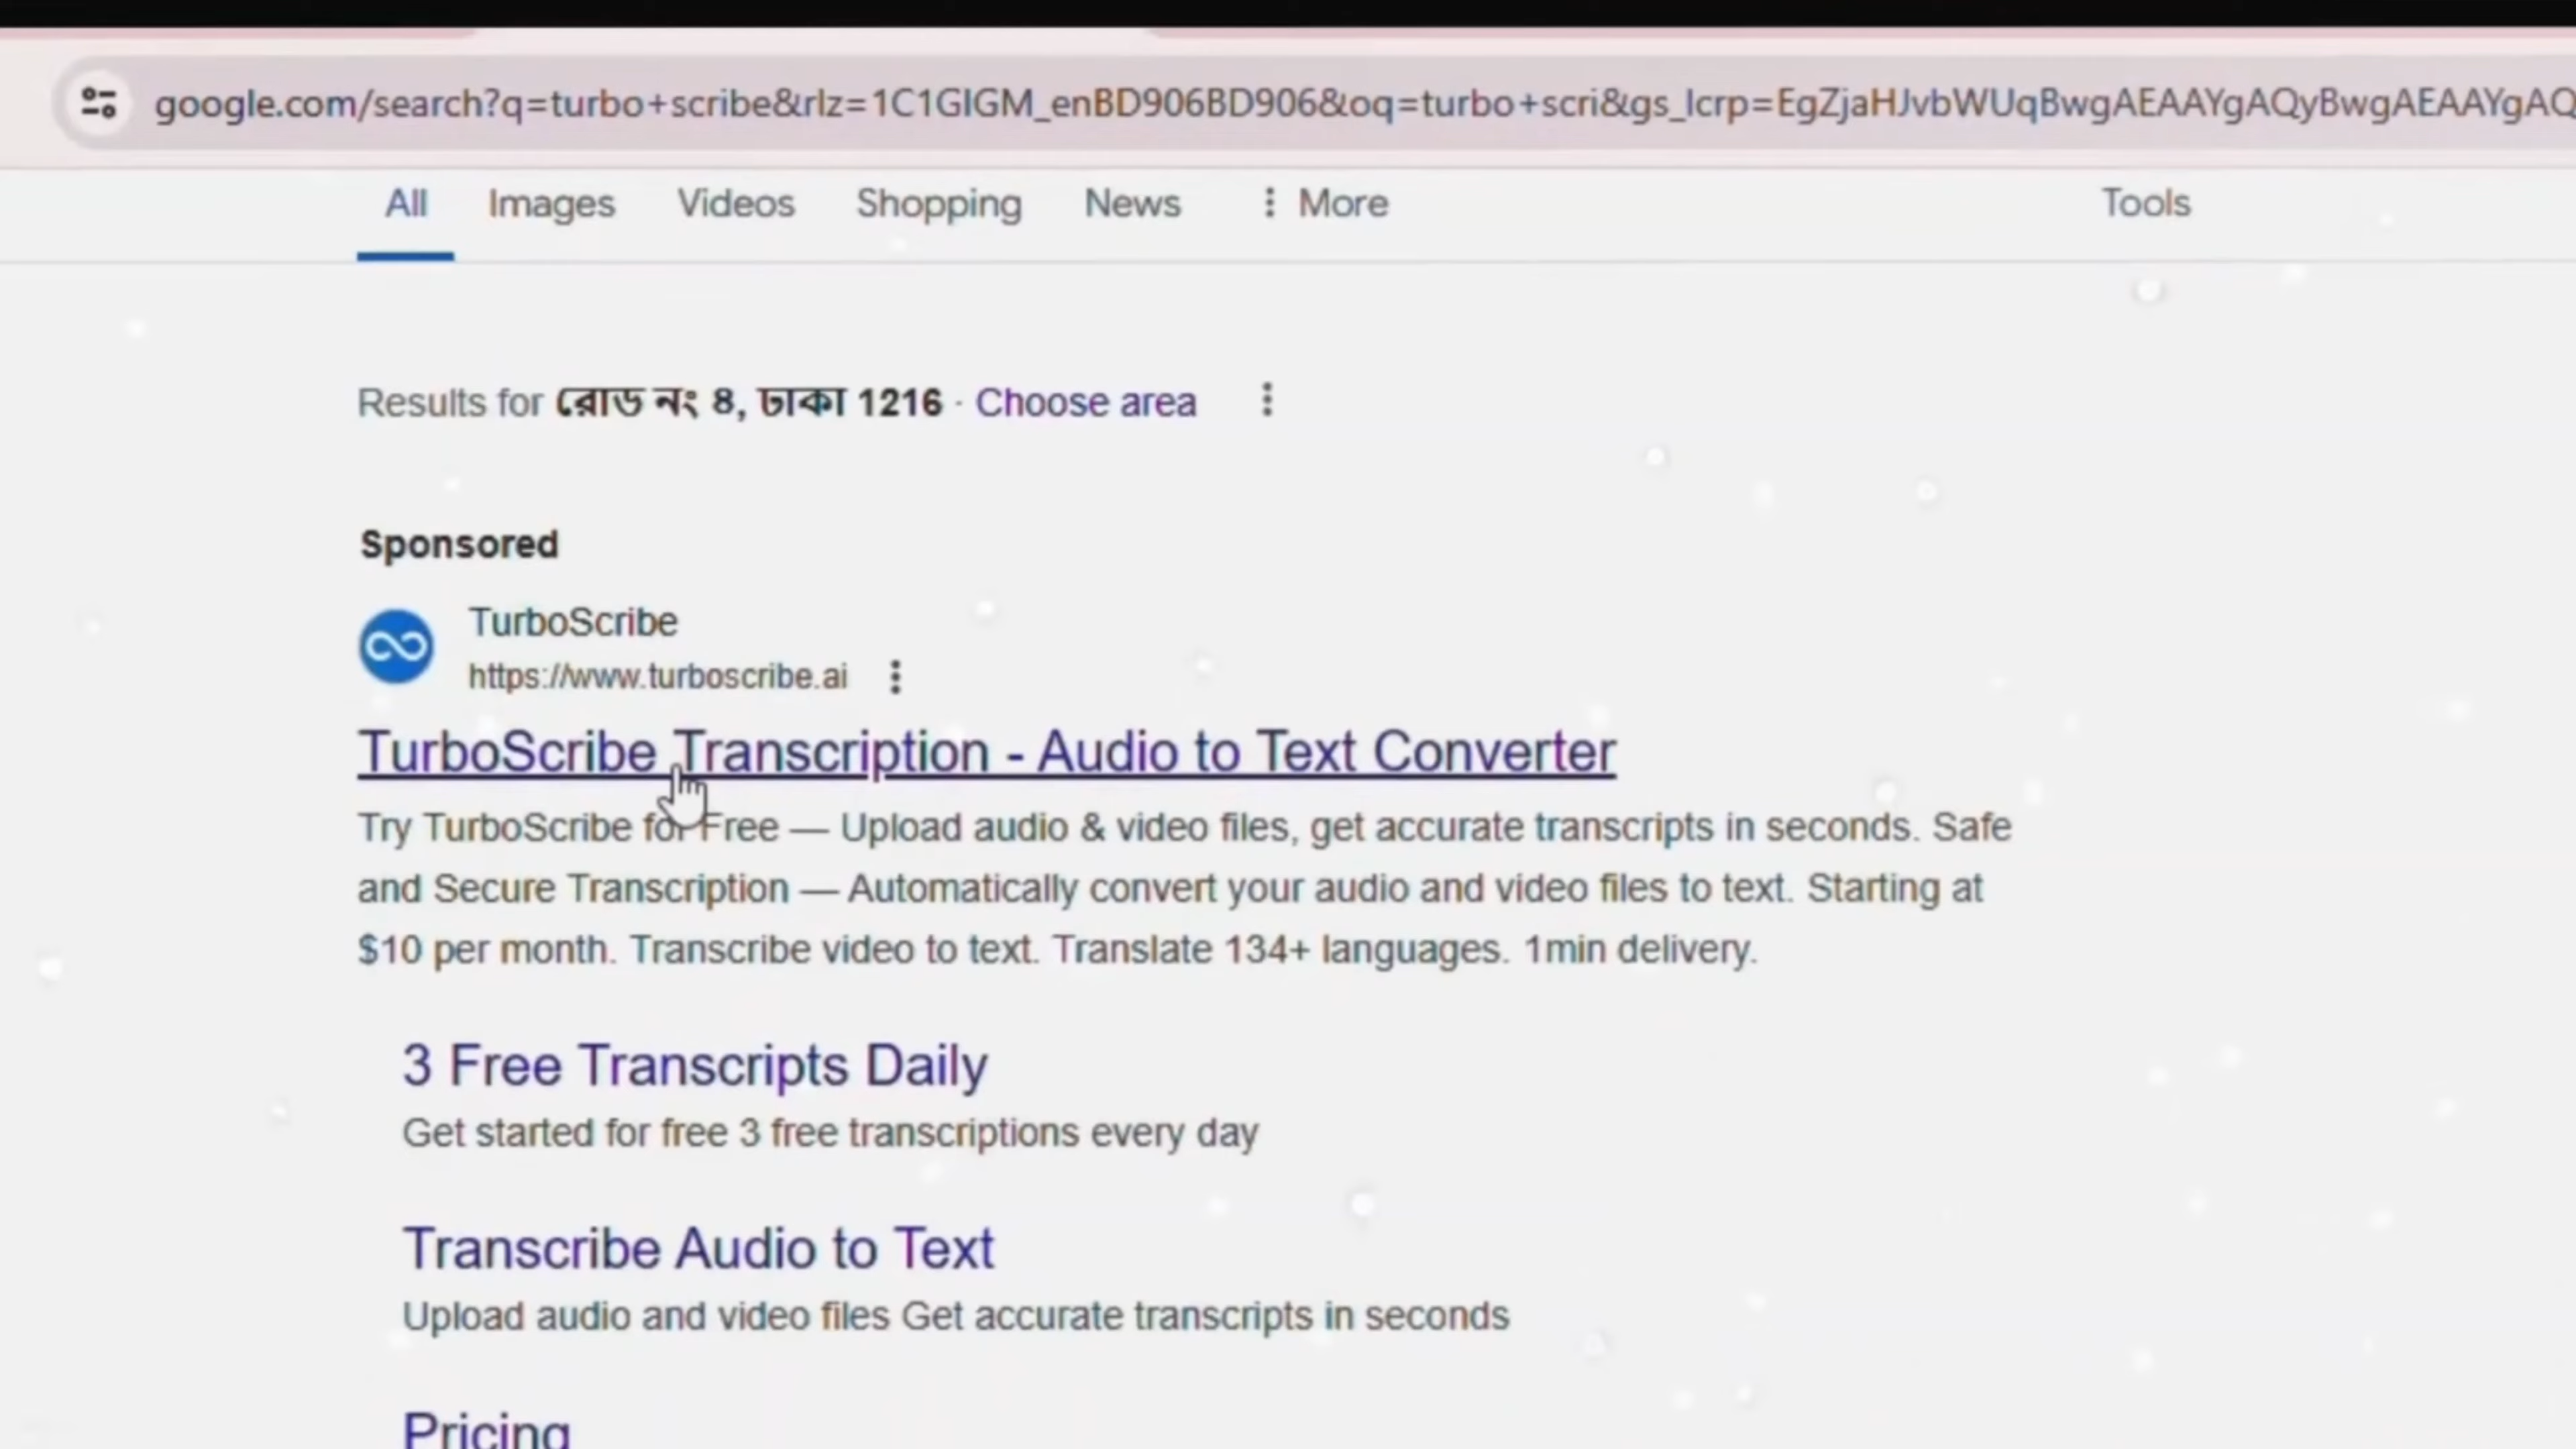 google.com/search?q=turbo+scribe&rlz=1C1GIGM_enBD906BD906&oq=turbo+scri&gs_lcrp=EgZjaHJvbWUqBwgAEAAYgAQyBwgAEAAYgAQ
All Images Videos Shopping News More Tools
Results for রোড নং ৪, ঢাকা 1216 · Choose area
Sponsored
TurboScribe
https://www.turboscribe.ai
TurboScribe Transcription - Audio to Text Converter
Try TurboScribe for Free — Upload audio & video files, get accurate transcripts in seconds. Safe
and Secure Transcription — Automatically convert your audio and video files to text. Starting at
$10 per month. Transcribe video to text. Translate 134+ languages. 1min delivery.
3 Free Transcripts Daily
Get started for free 3 free transcriptions every day
Transcribe Audio to Text
Upload audio and video files Get accurate transcripts in seconds
Pricing